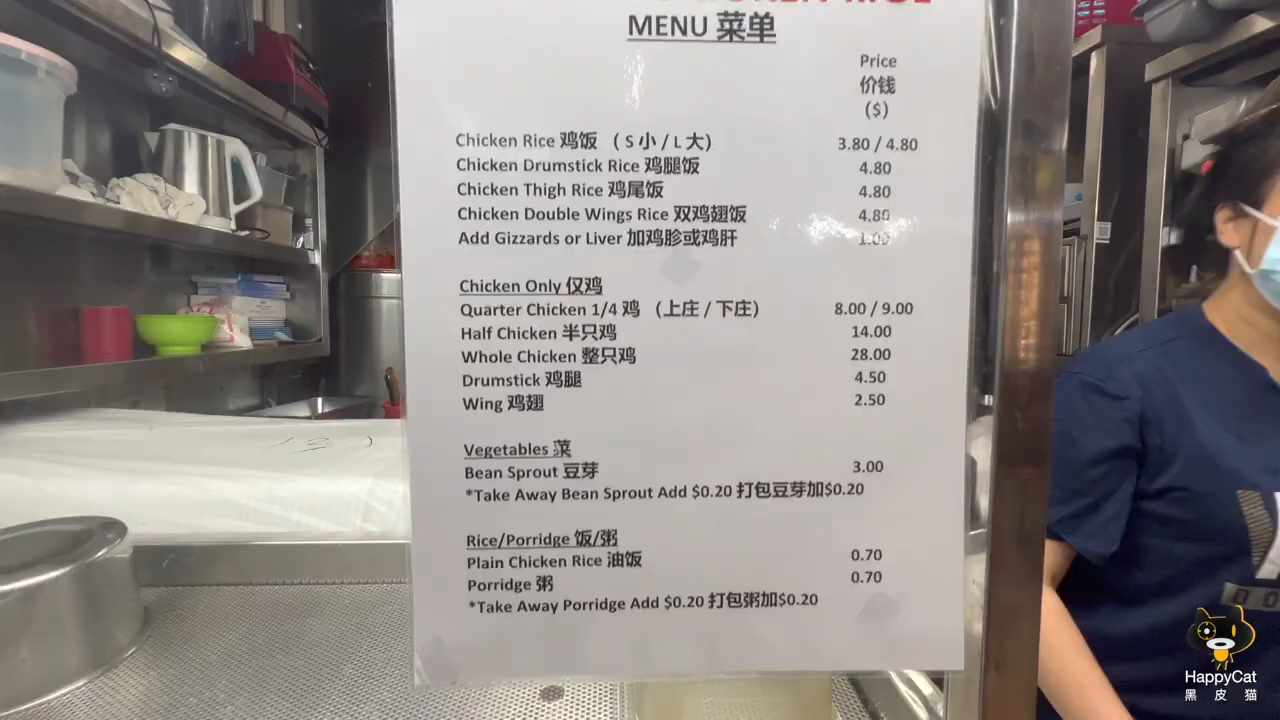 MENU 菜单
Price
价钱
($)
Chicken Rice 鸡饭 ( S 小 / L 大) 3.80 / 4.80
Chicken Drumstick Rice 鸡腿饭 4.80
Chicken Thigh Rice 鸡尾饭 4.80
Chicken Double Wings Rice 双鸡翅饭 4.80
Add Gizzards or Liver 加鸡胗或鸡肝 1.00
Chicken Only 仅鸡
Quarter Chicken 1/4 鸡 (上庄 / 下庄) 8.00 / 9.00
Half Chicken 半只鸡 14.00
Whole Chicken 整只鸡 28.00
Drumstick 鸡腿 4.50
Wing 鸡翅 2.50
Vegetables 菜
Bean Sprout 豆芽 3.00
*Take Away Bean Sprout Add $0.20 打包豆芽加$0.20
Rice/Porridge 饭/粥
Plain Chicken Rice 油饭 0.70
Porridge 粥 0.70
*Take Away Porridge Add $0.20 打包粥加$0.20
HappyCat
黑皮猫